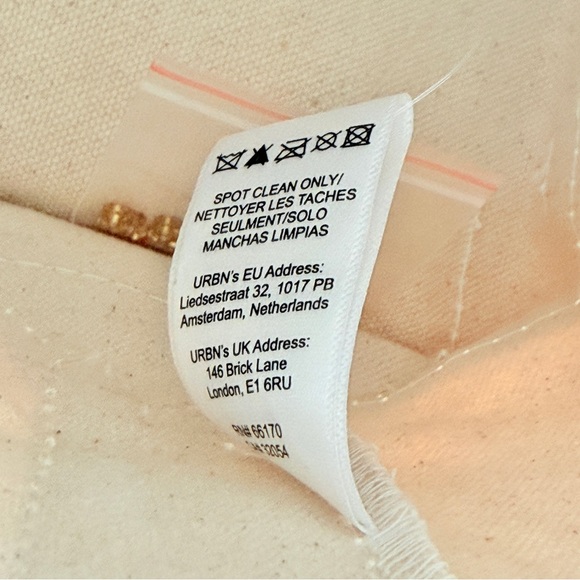 SPOT CLEAN ONLY/
NETTOYER LES TACHES
SEULMENT/SOLO
MANCHAS LIMPIAS
URBN's EU Address:
Liedsestraat 32, 1017 PB
Amsterdam, Netherlands
URBN's UK Address:
146 Brick Lane
London, E1 6RU
RN# 66170
32054